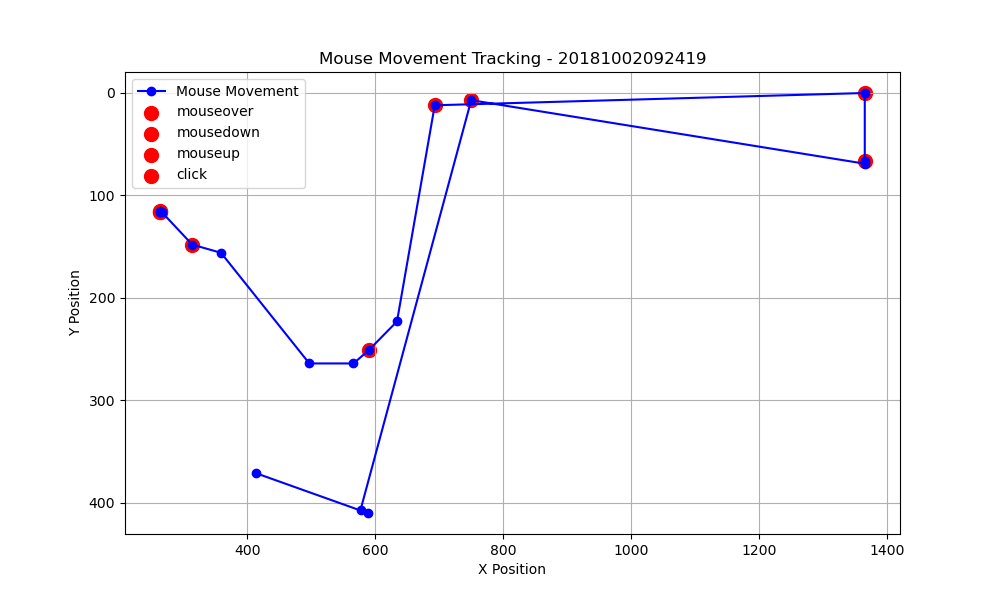 Mouse Movement Tracking - 20181002092419
Mouse Movement
mouseover
mousedown
mouseup
click
0
100
200
300
400
Y Position
400
600
800
1000
1200
1400
X Position